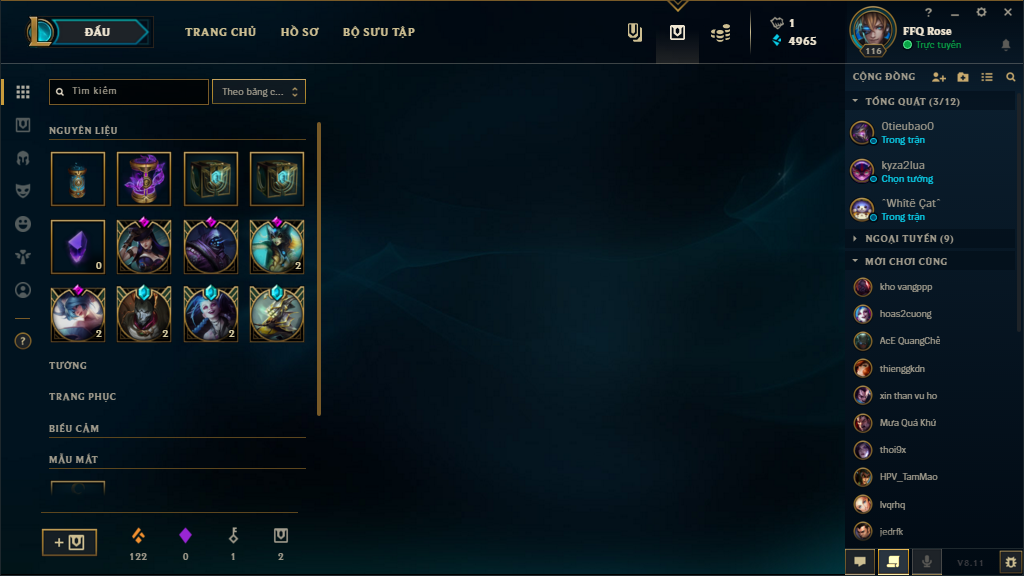 ĐẤU
TRANG CHỦ
HỒ SƠ
BỘ SƯU TẬP
1
4965
116
?
FFQ Rose
Trực tuyến
Tìm kiếm
Theo bảng c...
NGUYÊN LIỆU
0
2
2
2
2
TƯỚNG
TRANG PHỤC
BIỂU CẢM
MẪU MẮT
?
122
0
1
2
CỘNG ĐỒNG
TỔNG QUÁT (3/12)
0tieubao0
Trong trận
kyza2lua
Chọn tướng
˜Whítë Çat˜
Trong trận
NGOẠI TUYẾN (9)
MỚI CHƠI CÙNG
kho vangppp
hoas2cuong
AcE QuangChề
thienggkdn
xin than vu ho
Mưa Quá Khứ
thoi9x
HPV_TamMao
lvqrhq
jedrfk
V8.11